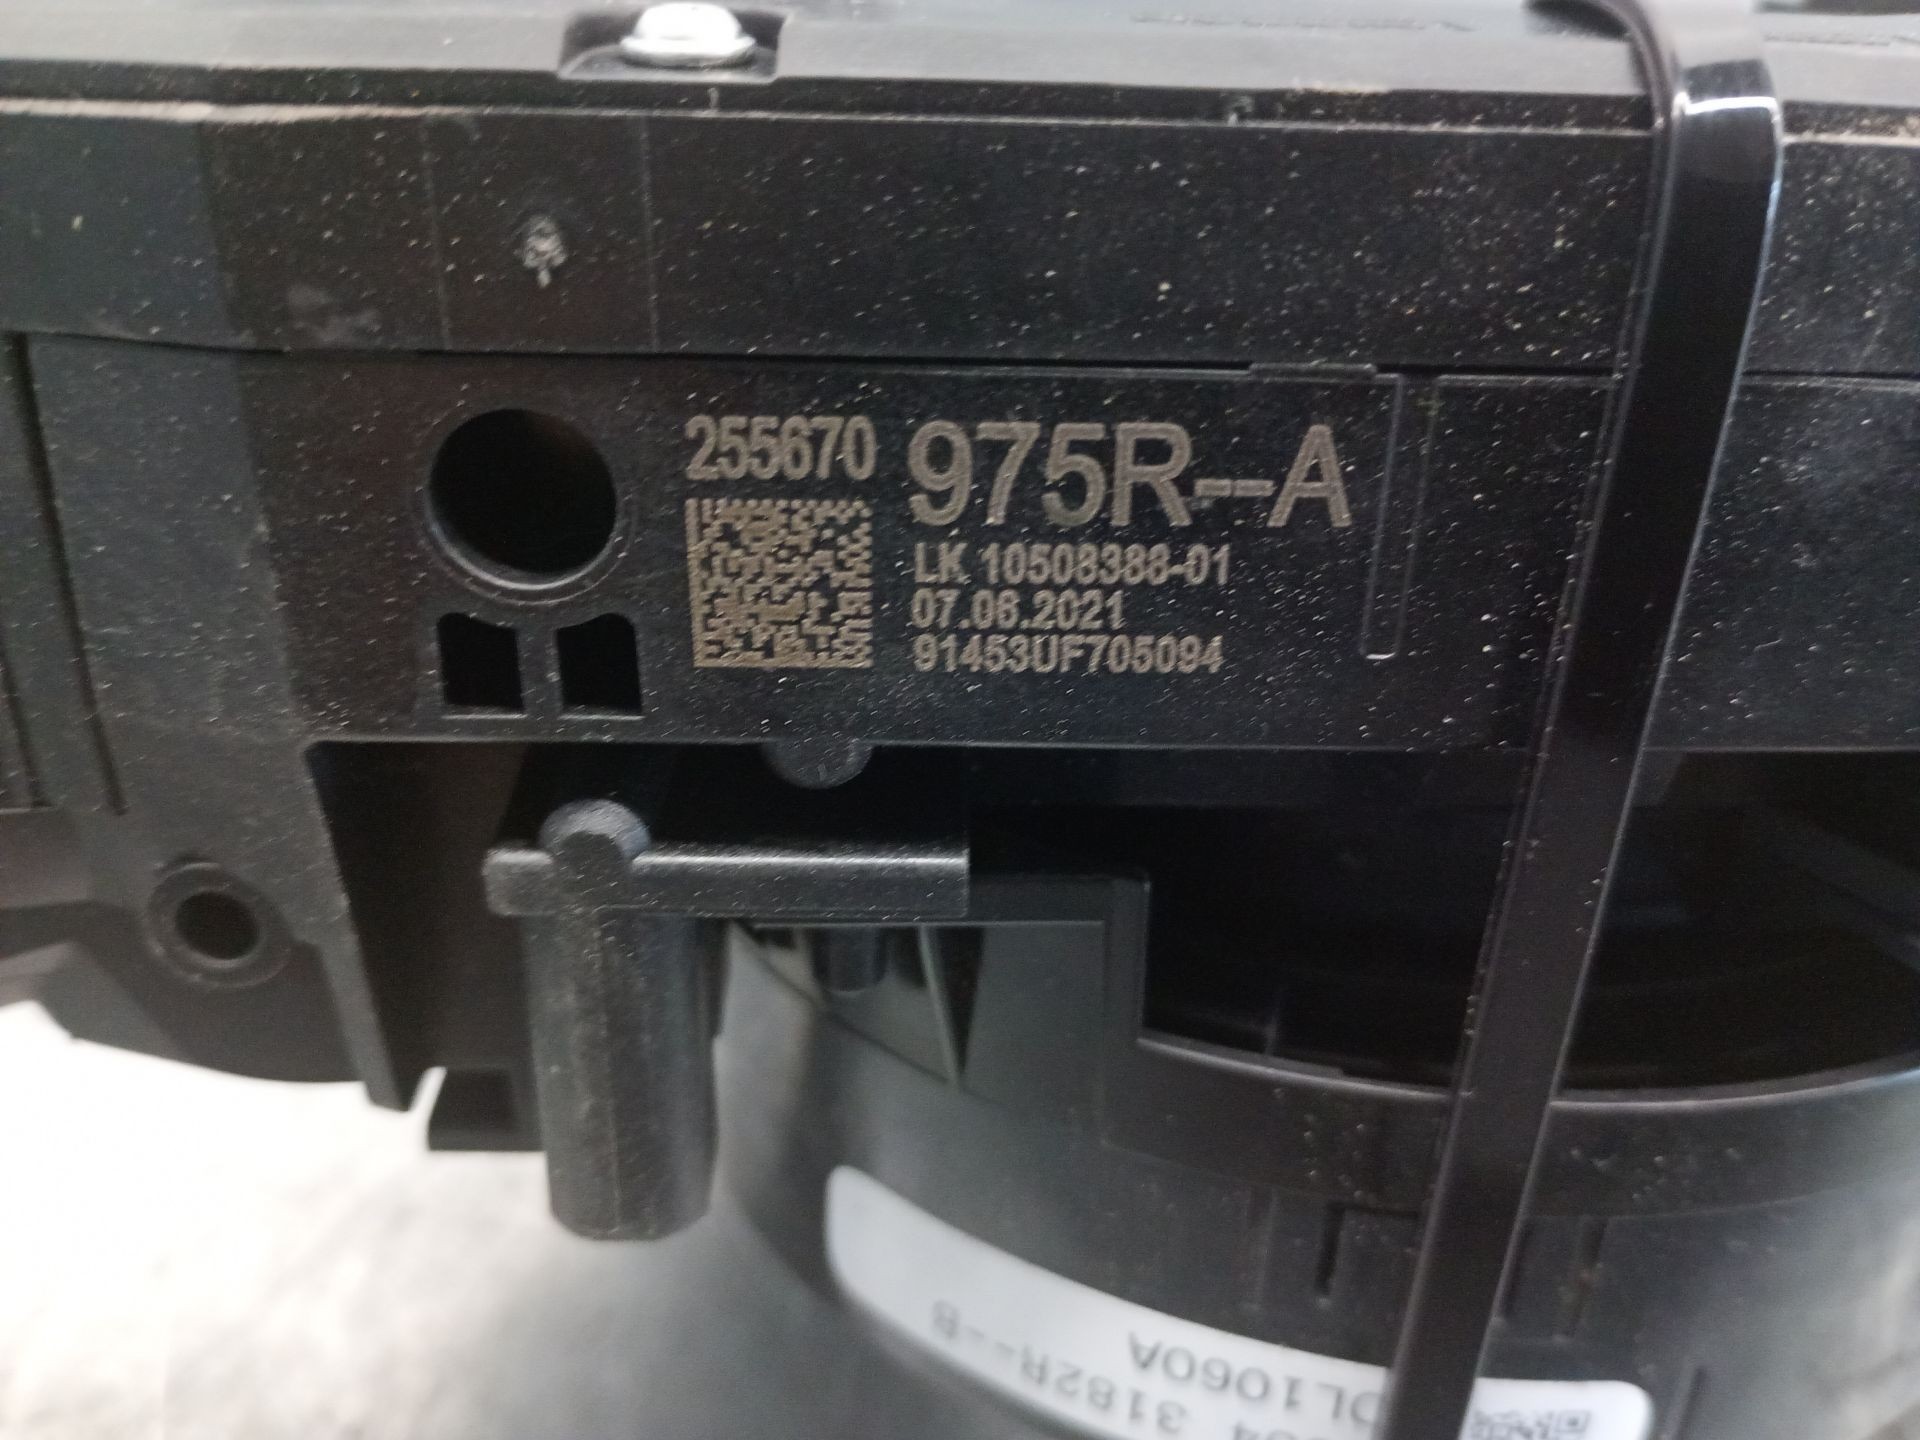 255670 975R--A
LK 10508388-01
07.06.2021
91453UF705094
3182R--B
DL1060A